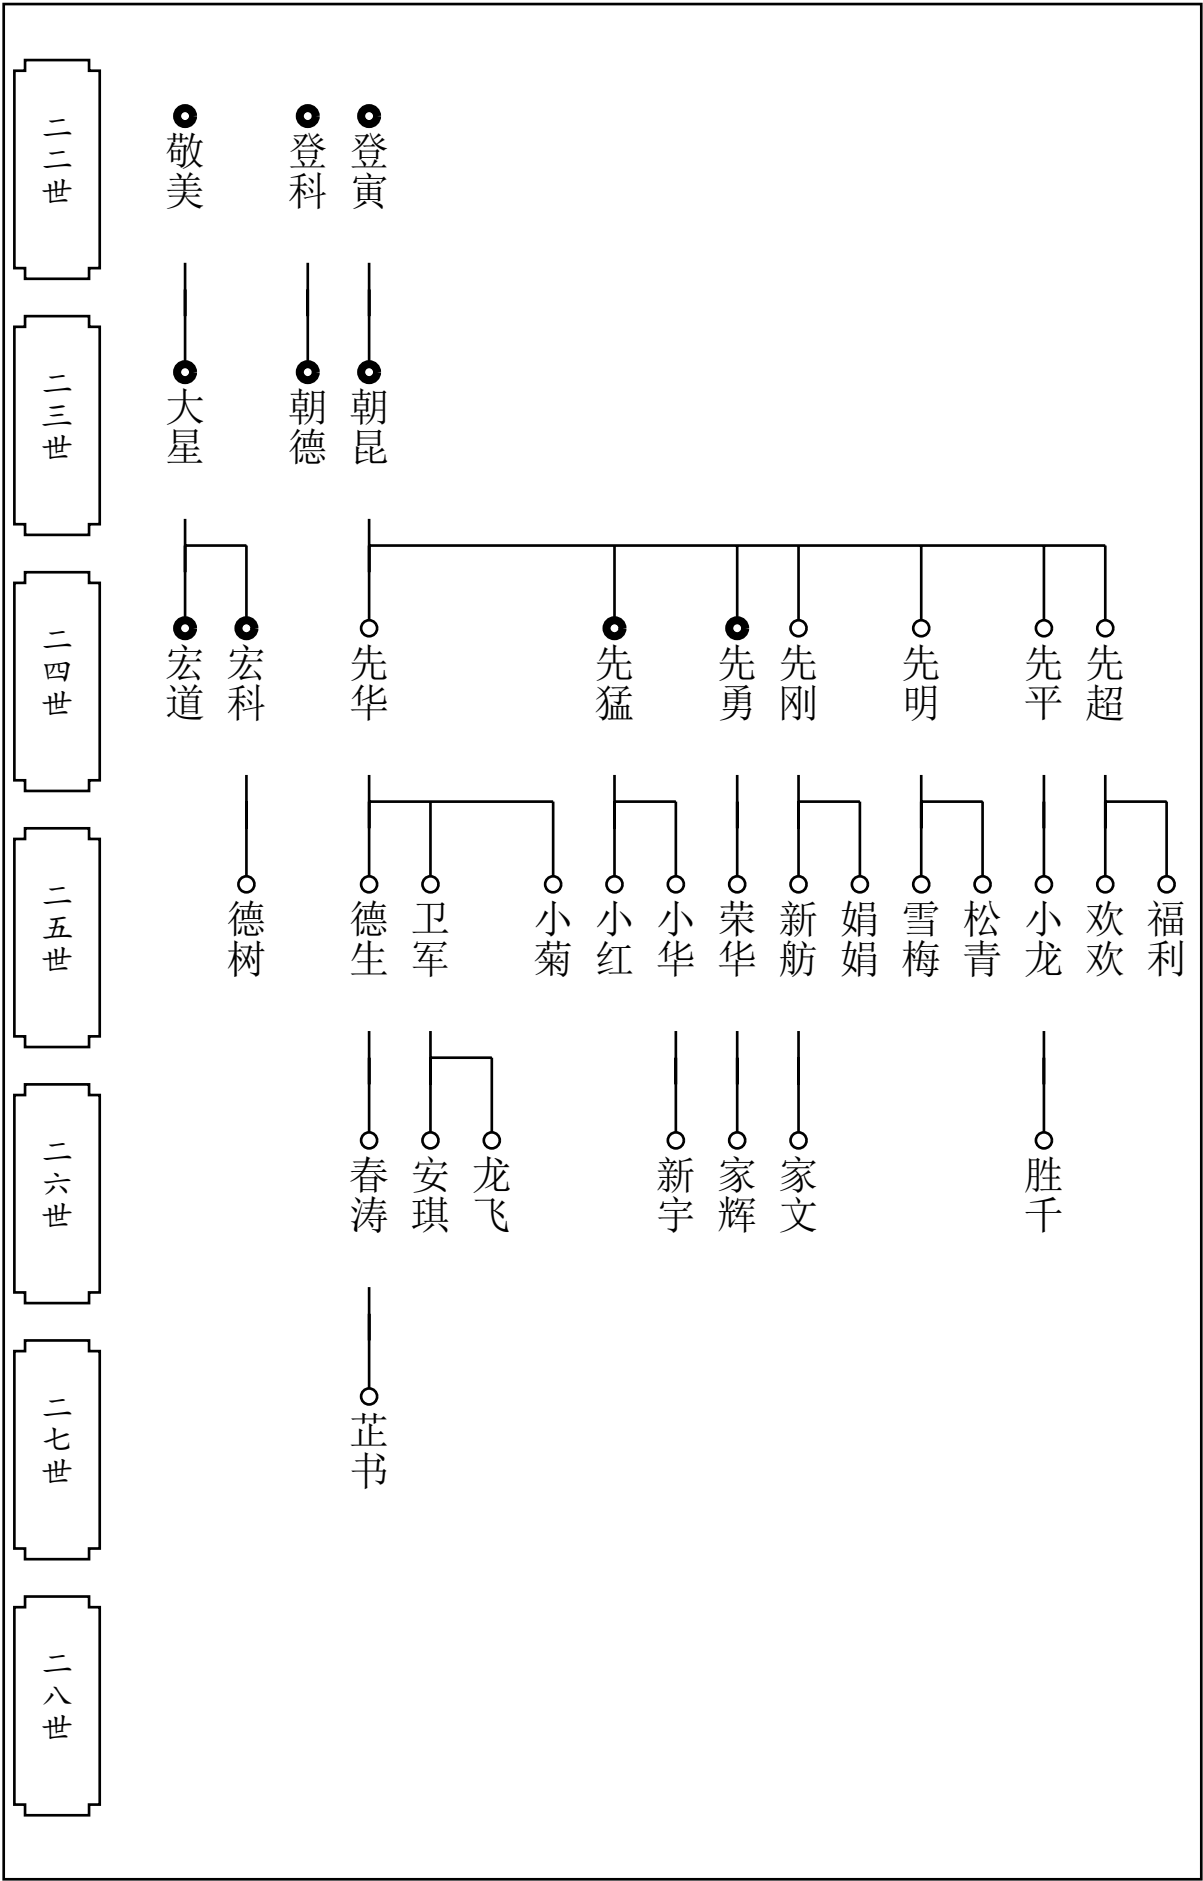 二二世
敬美
登科
登寅
二三世
大星
朝德
朝昆
二四世
宏道
宏科
先华
先猛
先勇
先刚
先明
先平
先超
二五世
德树
德生
卫军
小菊
小红
小华
荣华
新舫
娟娟
雪梅
松青
小龙
欢欢
福利
二六世
春涛
安琪
龙飞
新宇
家辉
家文
胜千
二七世
芷书
二八世